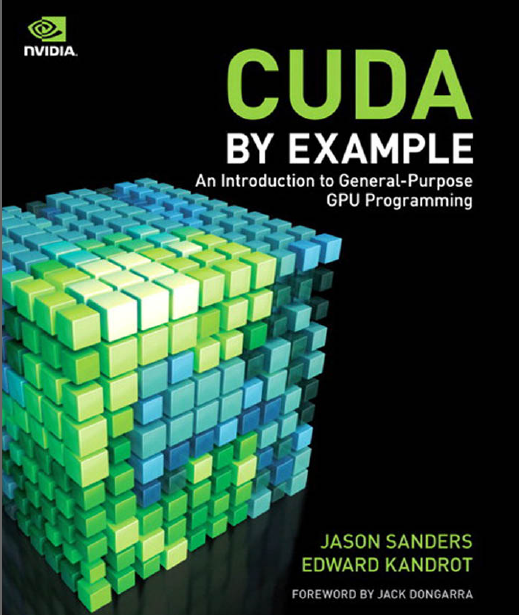 NVIDIA.
CUDA
BY EXAMPLE
An Introduction to General-Purpose
GPU Programming
JASON SANDERS
EDWARD KANDROT
FOREWORD BY JACK DONGARRA